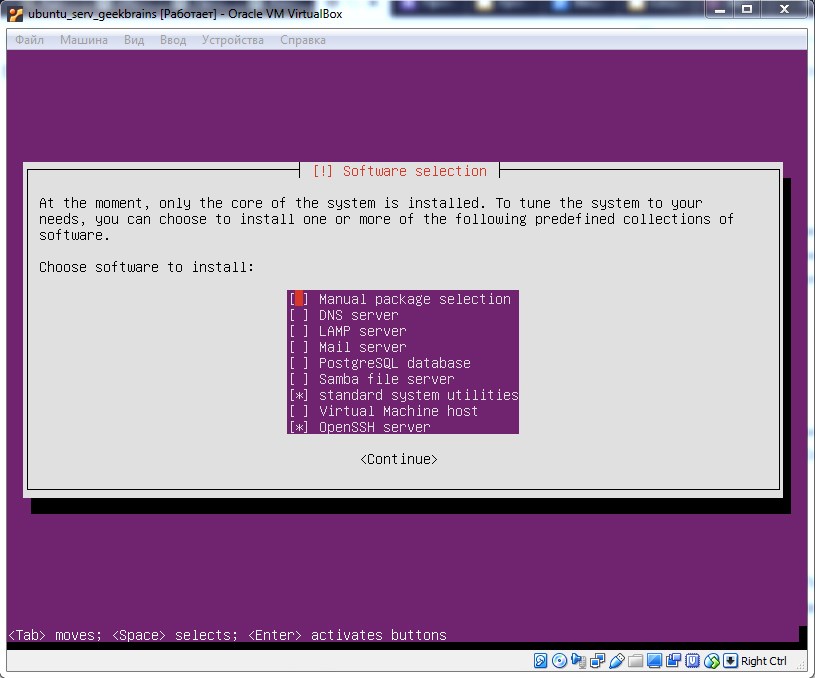 ubuntu_serv_geekbrains [Работает] - Oracle VM VirtualBox
Файл Машина Вид Ввод Устройства Справка
[!] Software selection
At the moment, only the core of the system is installed. To tune the system to your
needs, you can choose to install one or more of the following predefined collections of
software.
Choose software to install:
[ ] Manual package selection
[ ] DNS server
[ ] LAMP server
[ ] Mail server
[ ] PostgreSQL database
[ ] Samba file server
[*] standard system utilities
[ ] Virtual Machine host
[*] OpenSSH server
<Continue>
<Tab> moves; <Space> selects; <Enter> activates buttons
Right Ctrl